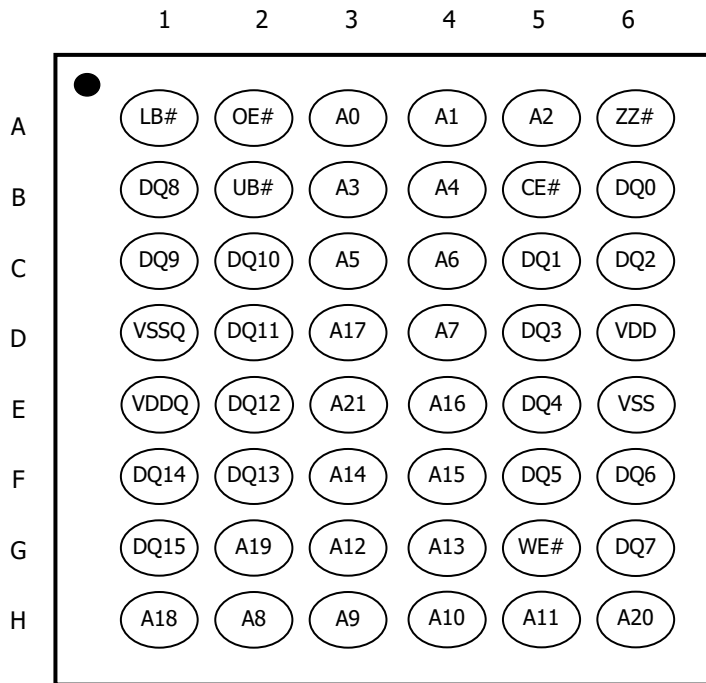 1 2 3 4 5 6
A LB# OE# A0 A1 A2 ZZ#
B DQ8 UB# A3 A4 CE# DQ0
C DQ9 DQ10 A5 A6 DQ1 DQ2
D VSSQ DQ11 A17 A7 DQ3 VDD
E VDDQ DQ12 A21 A16 DQ4 VSS
F DQ14 DQ13 A14 A15 DQ5 DQ6
G DQ15 A19 A12 A13 WE# DQ7
H A18 A8 A9 A10 A11 A20